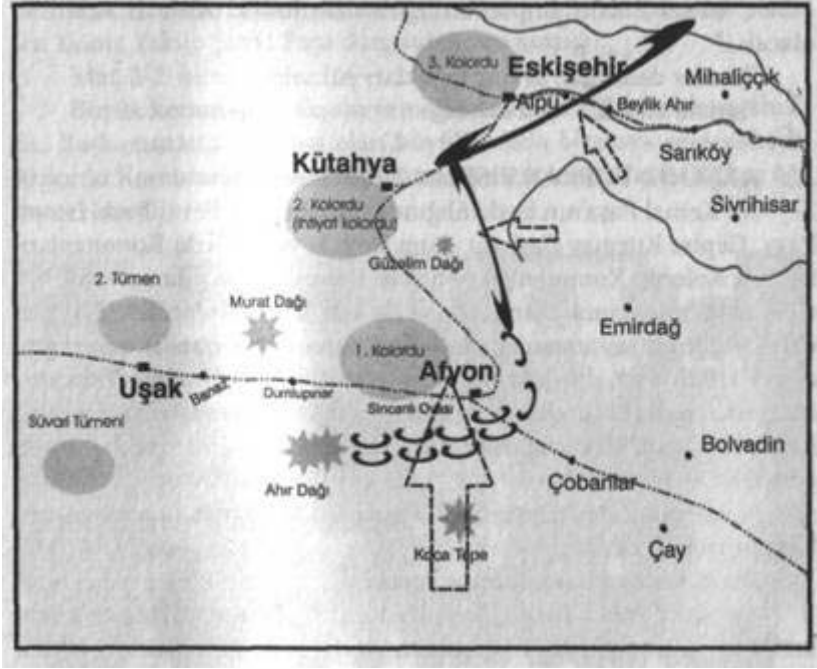 3. Kolordu
Eskişehir
Mihalıççık
Alpu
Beylik Ahır
Sarıköy
Kütahya
2. Kolordu
(İhtiyat kolordu)
Sivrihisar
Güzelim Dağı
2. Tümen
Murat Dağı
Emirdağ
1. Kolordu
Afyon
Uşak
Banaz
Dumlupınar
Sincanlı Ovası
Süvari Tümeni
Bolvadin
Ahır Dağı
Çobanlar
Koca Tepe
Çay